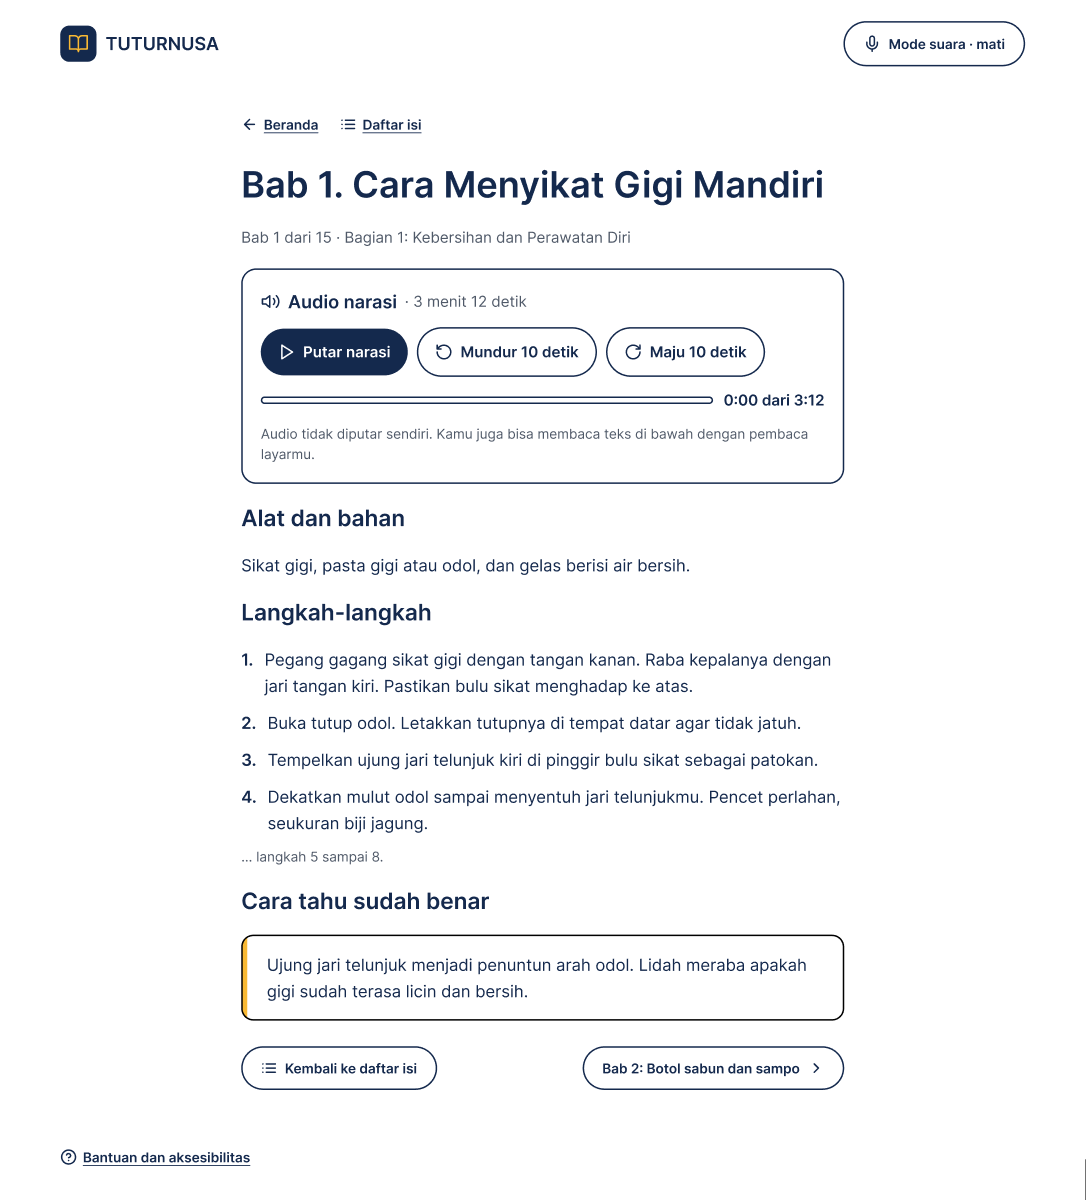 TUTURNUSA
Mode suara · mati
Beranda
Daftar isi
Bab 1. Cara Menyikat Gigi Mandiri
Bab 1 dari 15 · Bagian 1: Kebersihan dan Perawatan Diri
Audio narasi · 3 menit 12 detik
Putar narasi
Mundur 10 detik
Maju 10 detik
0:00 dari 3:12
Audio tidak diputar sendiri. Kamu juga bisa membaca teks di bawah dengan pembaca
layarmu.
Alat dan bahan
Sikat gigi, pasta gigi atau odol, dan gelas berisi air bersih.
Langkah-langkah
1. Pegang gagang sikat gigi dengan tangan kanan. Raba kepalanya dengan
jari tangan kiri. Pastikan bulu sikat menghadap ke atas.
2. Buka tutup odol. Letakkan tutupnya di tempat datar agar tidak jatuh.
3. Tempelkan ujung jari telunjuk kiri di pinggir bulu sikat sebagai patokan.
4. Dekatkan mulut odol sampai menyentuh jari telunjukmu. Pencet perlahan,
seukuran biji jagung.
... langkah 5 sampai 8.
Cara tahu sudah benar
Ujung jari telunjuk menjadi penuntun arah odol. Lidah meraba apakah
gigi sudah terasa licin dan bersih.
Kembali ke daftar isi
Bab 2: Botol sabun dan sampo
Bantuan dan aksesibilitas